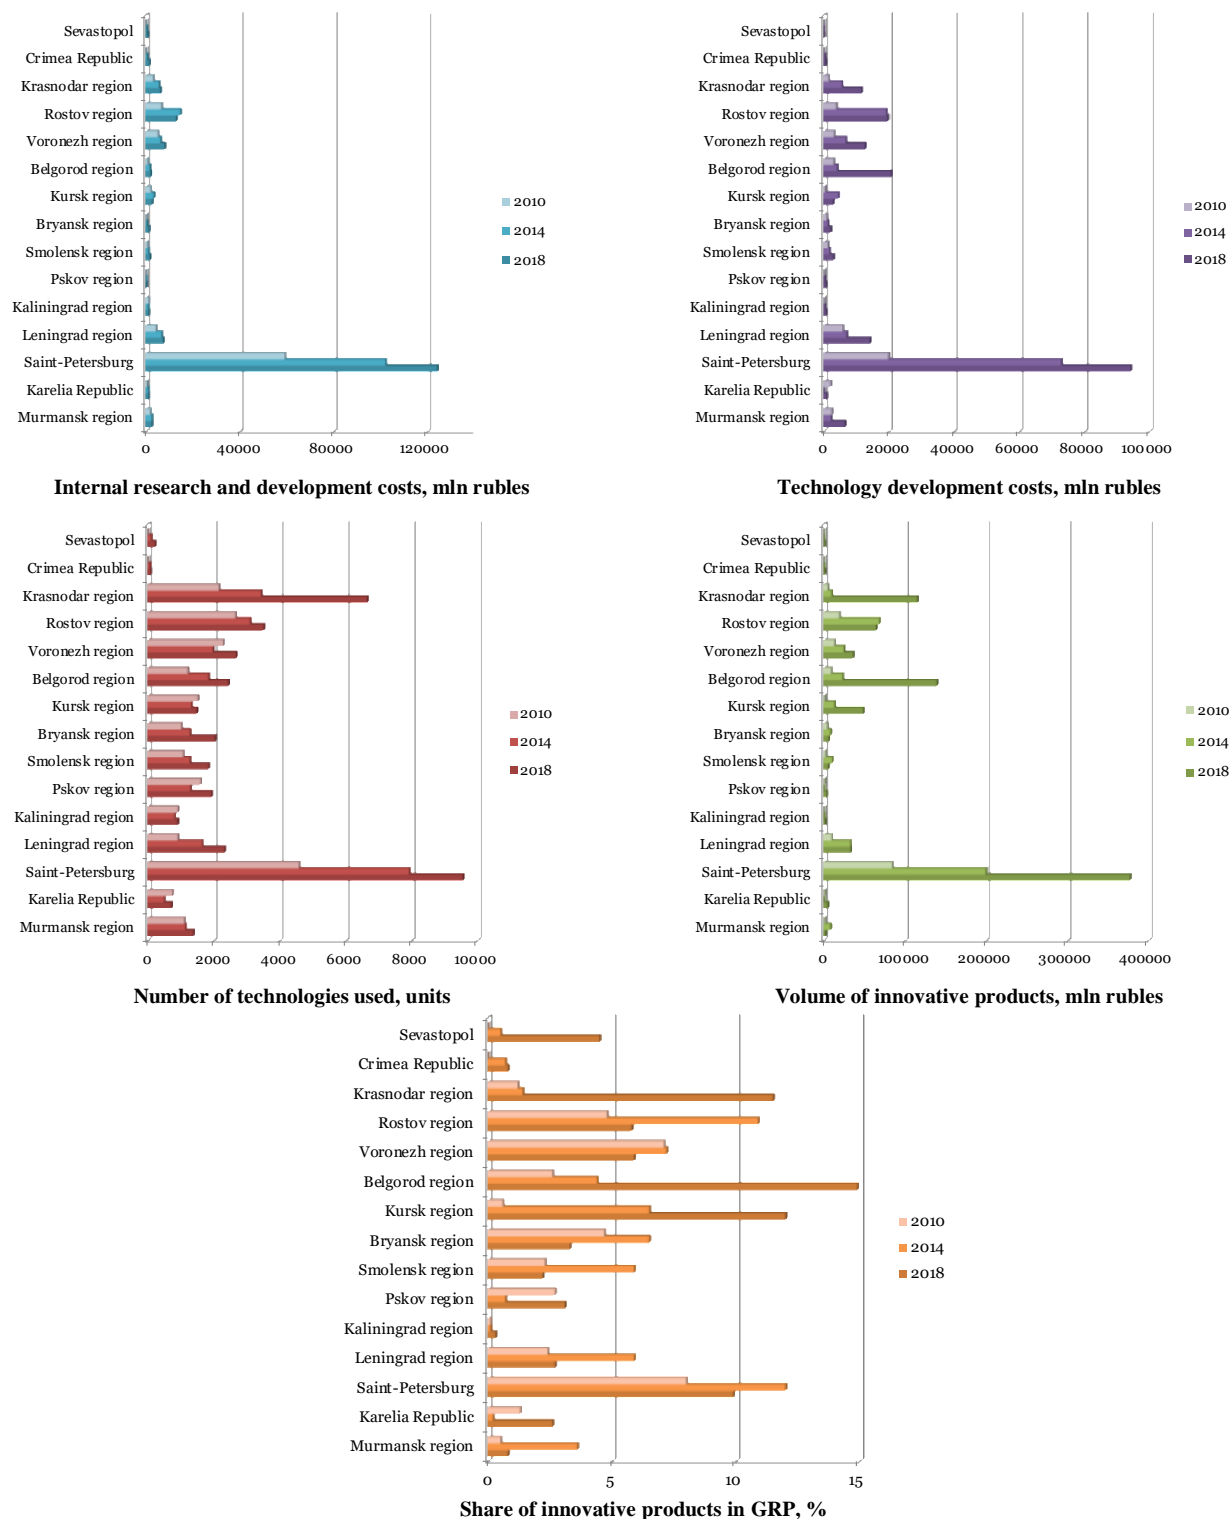 Sevastopol
Crimea Republic
Krasnodar region
Rostov region
Voronezh region
Belgorod region
Kursk region
Bryansk region
Smolensk region
Pskov region
Kaliningrad region
Leningrad region
Saint-Petersburg
Karelia Republic
Murmansk region
0 40000 80000 120000
2010
2014
2018
Internal research and development costs, mln rubles
Sevastopol
Crimea Republic
Krasnodar region
Rostov region
Voronezh region
Belgorod region
Kursk region
Bryansk region
Smolensk region
Pskov region
Kaliningrad region
Leningrad region
Saint-Petersburg
Karelia Republic
Murmansk region
0 20000 40000 60000 80000 100000
2010
2014
2018
Technology development costs, mln rubles
Sevastopol
Crimea Republic
Krasnodar region
Rostov region
Voronezh region
Belgorod region
Kursk region
Bryansk region
Smolensk region
Pskov region
Kaliningrad region
Leningrad region
Saint-Petersburg
Karelia Republic
Murmansk region
0 2000 4000 6000 8000 10000
2010
2014
2018
Number of technologies used, units
Sevastopol
Crimea Republic
Krasnodar region
Rostov region
Voronezh region
Belgorod region
Kursk region
Bryansk region
Smolensk region
Pskov region
Kaliningrad region
Leningrad region
Saint-Petersburg
Karelia Republic
Murmansk region
0 100000 200000 300000 400000
2010
2014
2018
Volume of innovative products, mln rubles
Sevastopol
Crimea Republic
Krasnodar region
Rostov region
Voronezh region
Belgorod region
Kursk region
Bryansk region
Smolensk region
Pskov region
Kaliningrad region
Leningrad region
Saint-Petersburg
Karelia Republic
Murmansk region
0 5 10 15
2010
2014
2018
Share of innovative products in GRP, %